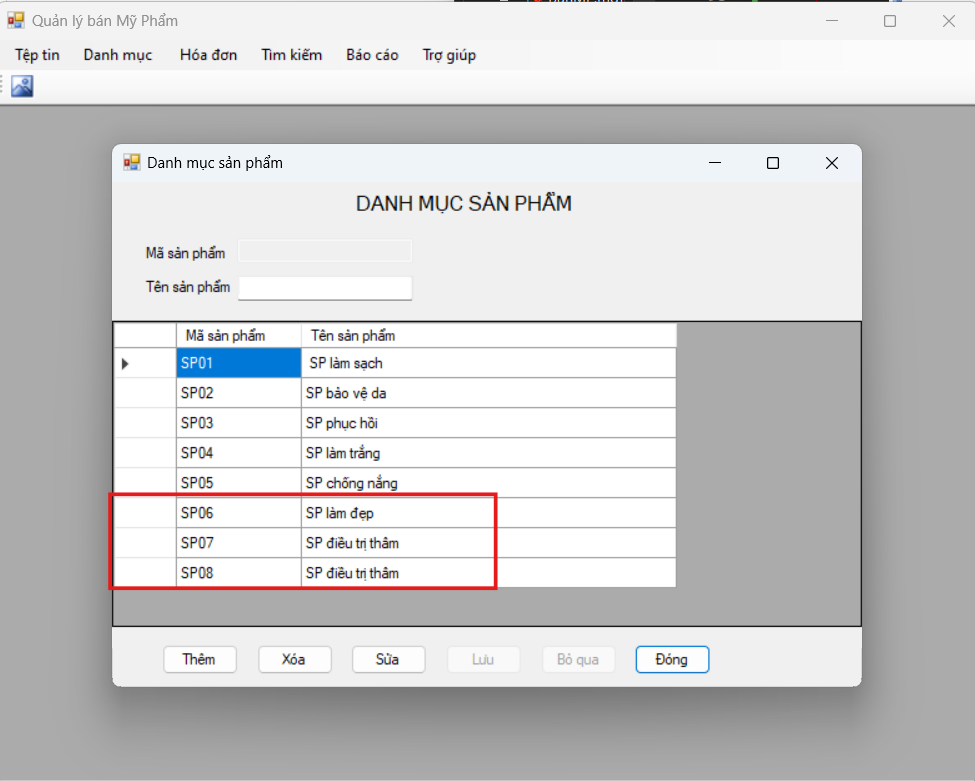 Quản lý bán Mỹ Phẩm
Tệp tin Danh mục Hóa đơn Tìm kiếm Báo cáo Trợ giúp
Danh mục sản phẩm
DANH MỤC SẢN PHẨM
Mã sản phẩm
Tên sản phẩm
Mã sản phẩm Tên sản phẩm
SP01 SP làm sạch
SP02 SP bảo vệ da
SP03 SP phục hồi
SP04 SP làm trắng
SP05 SP chống nắng
SP06 SP làm đẹp
SP07 SP điều trị thâm
SP08 SP điều trị thâm
Thêm Xóa Sửa Lưu Bỏ qua Đóng